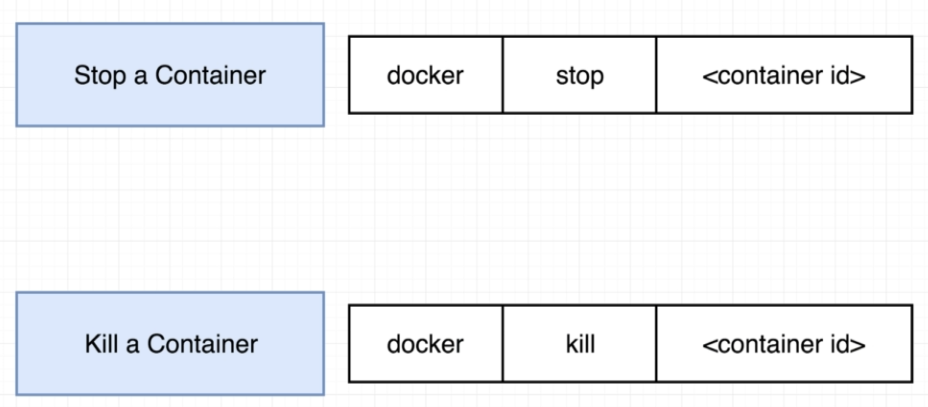 Stop a Container docker stop <container id>
Kill a Container docker kill <container id>